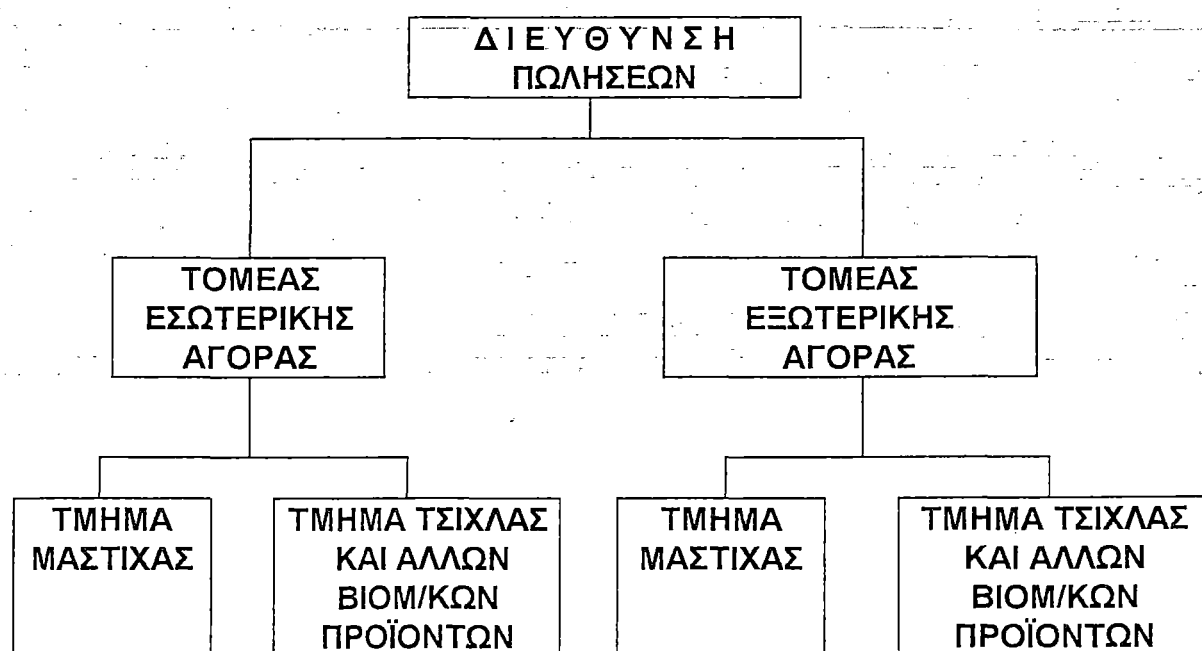 Δ Ι Ε Υ Θ Υ Ν Σ Η
ΠΩΛΗΣΕΩΝ
ΤΟΜΕΑΣ
ΕΣΩΤΕΡΙΚΗΣ
ΑΓΟΡΑΣ
ΤΟΜΕΑΣ
ΕΞΩΤΕΡΙΚΗΣ
ΑΓΟΡΑΣ
ΤΜΗΜΑ
ΜΑΣΤΙΧΑΣ
ΤΜΗΜΑ ΤΣΙΧΛΑΣ
ΚΑΙ ΑΛΛΩΝ
ΒΙΟΜ/ΚΩΝ
ΠΡΟΪΟΝΤΩΝ
ΤΜΗΜΑ
ΜΑΣΤΙΧΑΣ
ΤΜΗΜΑ ΤΣΙΧΛΑΣ
ΚΑΙ ΑΛΛΩΝ
ΒΙΟΜ/ΚΩΝ
ΠΡΟΪΟΝΤΩΝ